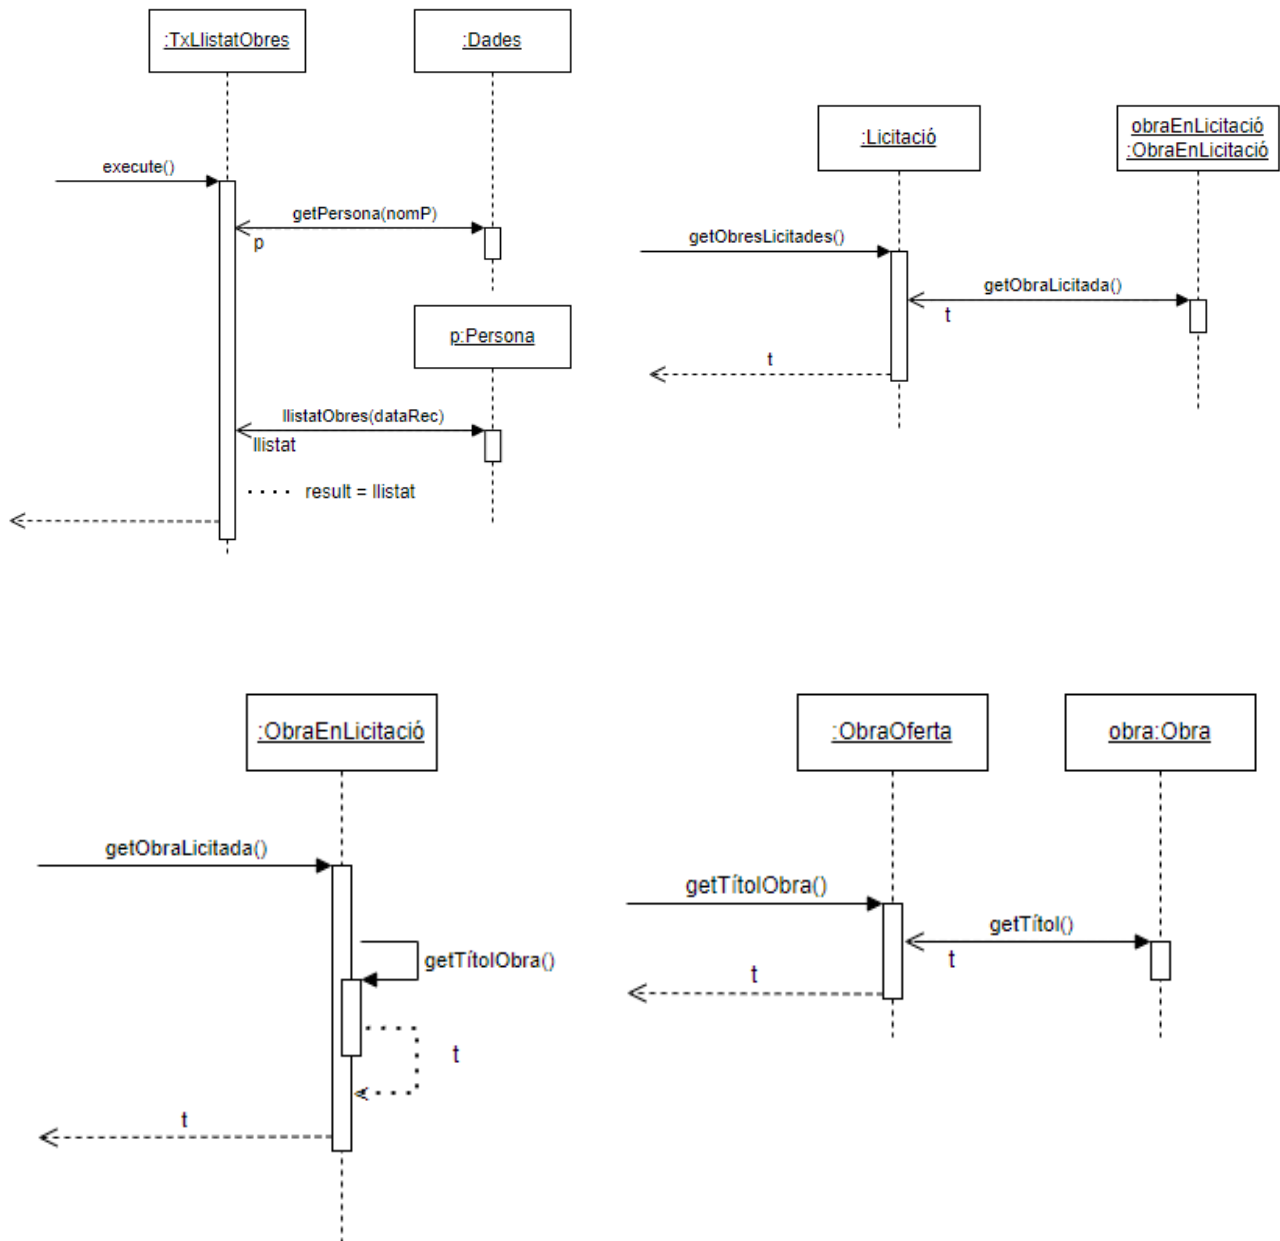 :TxLlistatObres
:Dades
execute()
getPersona(nomP)
p
p:Persona
llistatObres(dataRec)
llistat
result = llistat
:Licitació
obraEnLicitació
:ObraEnLicitació
getObresLicitades()
getObraLicitada()
t
t
:ObraEnLicitació
getObraLicitada()
getTítolObra()
t
t
:ObraOferta
obra:Obra
getTítolObra()
getTítol()
t
t